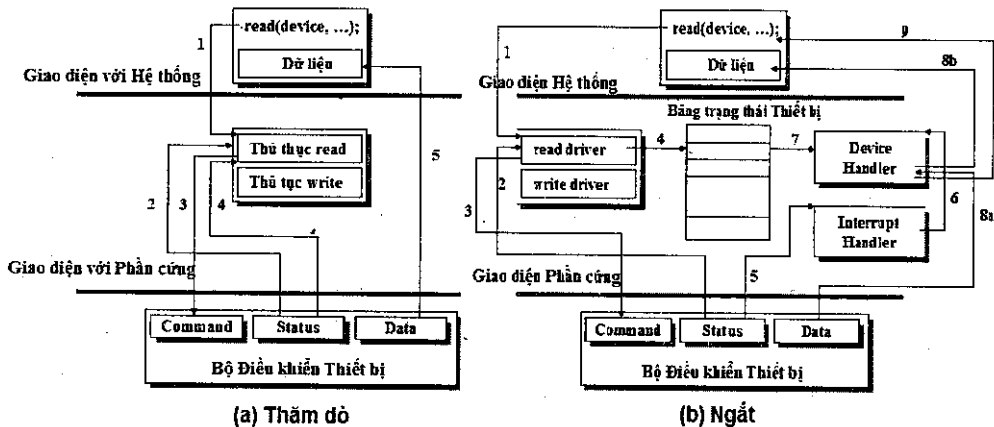 read(device, ...);
1
Dữ liệu
Giao diện với Hệ thống
Thủ thục read
Thủ tục write
2
3
4
5
Giao diện với Phần cứng
Command
Status
Data
Bộ Điều khiển Thiết bị
(a) Thăm dò
read(device, ...);
1
9
Dữ liệu
8b
Giao diện Hệ thống
Bảng trạng thái Thiết bị
read driver
4
7
Device
Handler
write driver
2
3
6
8a
Interrupt
Handler
5
Giao diện Phần cứng
Command
Status
Data
Bộ Điều khiển Thiết bị
(b) Ngắt